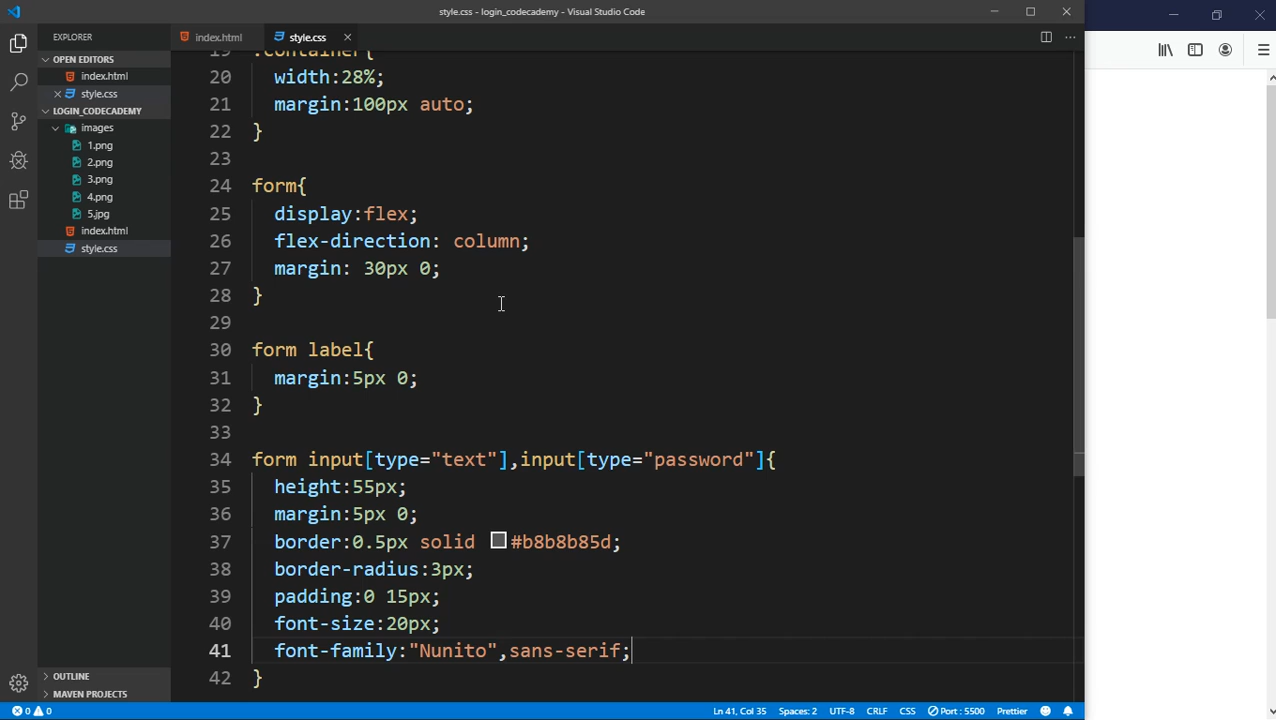 style.css - login_codecademy - Visual Studio Code
EXPLORER
index.html
style.css
OPEN EDITORS
index.html
style.css
LOGIN_CODECADEMY
images
1.png
2.png
3.png
4.png
5.jpg
index.html
style.css
OUTLINE
MAVEN PROJECTS
19 .container{
20 width:28%;
21 margin:100px auto;
22 }
23
24 form{
25 display:flex;
26 flex-direction: column;
27 margin: 30px 0;
28 }
29
30 form label{
31 margin:5px 0;
32 }
33
34 form input[type="text"],input[type="password"]{
35 height:55px;
36 margin:5px 0;
37 border:0.5px solid #b8b8b85d;
38 border-radius:3px;
39 padding:0 15px;
40 font-size:20px;
41 font-family:"Nunito",sans-serif;
42 }
0 0 Ln 41, Col 35 Spaces: 2 UTF-8 CRLF CSS Port : 5500 Prettier